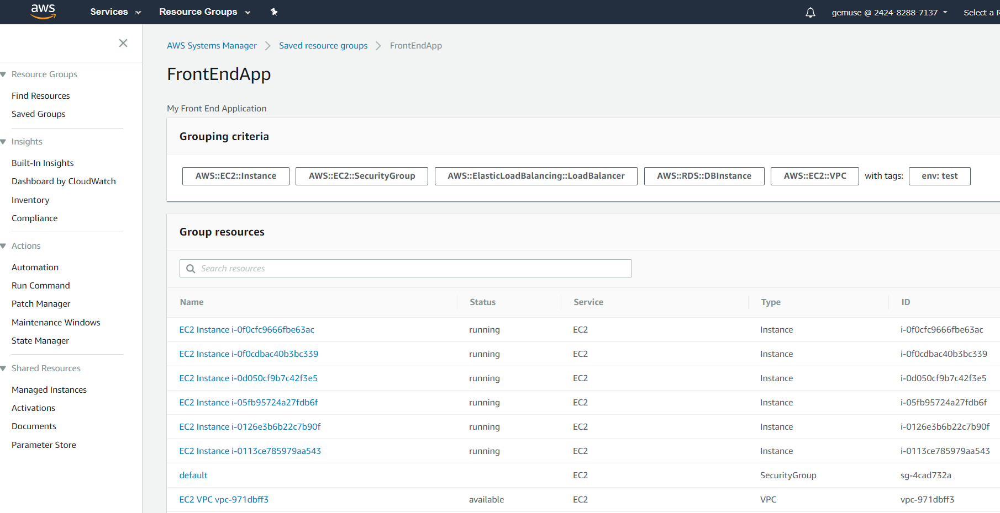 aws Services Resource Groups gemuse @ 2424-8288-7137 Select a R
Resource Groups
Find Resources
Saved Groups
Insights
Built-In Insights
Dashboard by CloudWatch
Inventory
Compliance
Actions
Automation
Run Command
Patch Manager
Maintenance Windows
State Manager
Shared Resources
Managed Instances
Activations
Documents
Parameter Store
AWS Systems Manager Saved resource groups FrontEndApp
FrontEndApp
My Front End Application
Grouping criteria
AWS::EC2::Instance AWS::EC2::SecurityGroup AWS::ElasticLoadBalancing::LoadBalancer AWS::RDS::DBInstance AWS::EC2::VPC with tags: env: test
Group resources
Search resources
Name Status Service Type ID
EC2 Instance i-0f0cfc9666fbe63ac running EC2 Instance i-0f0cfc9666fbe63ac
EC2 Instance i-0f0cdbac40b3bc339 running EC2 Instance i-0f0cdbac40b3bc339
EC2 Instance i-0d050cf9b7c42f3e5 running EC2 Instance i-0d050cf9b7c42f3e5
EC2 Instance i-05fb95724a27fdb6f running EC2 Instance i-05fb95724a27fdb6f
EC2 Instance i-0126e3b6b22c7b90f running EC2 Instance i-0126e3b6b22c7b90f
EC2 Instance i-0113ce785979aa543 running EC2 Instance i-0113ce785979aa543
default EC2 SecurityGroup sg-4cad732a
EC2 VPC vpc-971dbff3 available EC2 VPC vpc-971dbff3